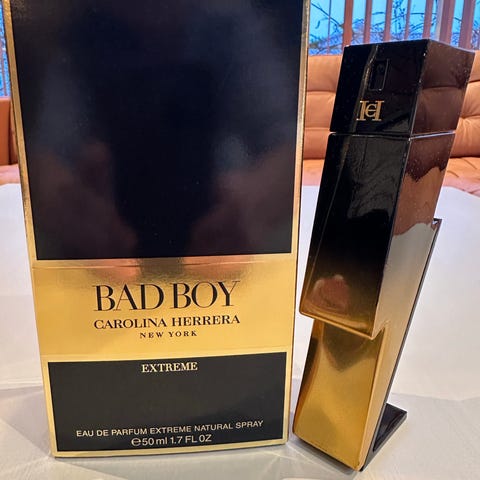 BAD BOY
CAROLINA HERRERA
NEW YORK
EXTREME
EAU DE PARFUM EXTREME NATURAL SPRAY
℮50 ml 1.7 FL OZ
CH